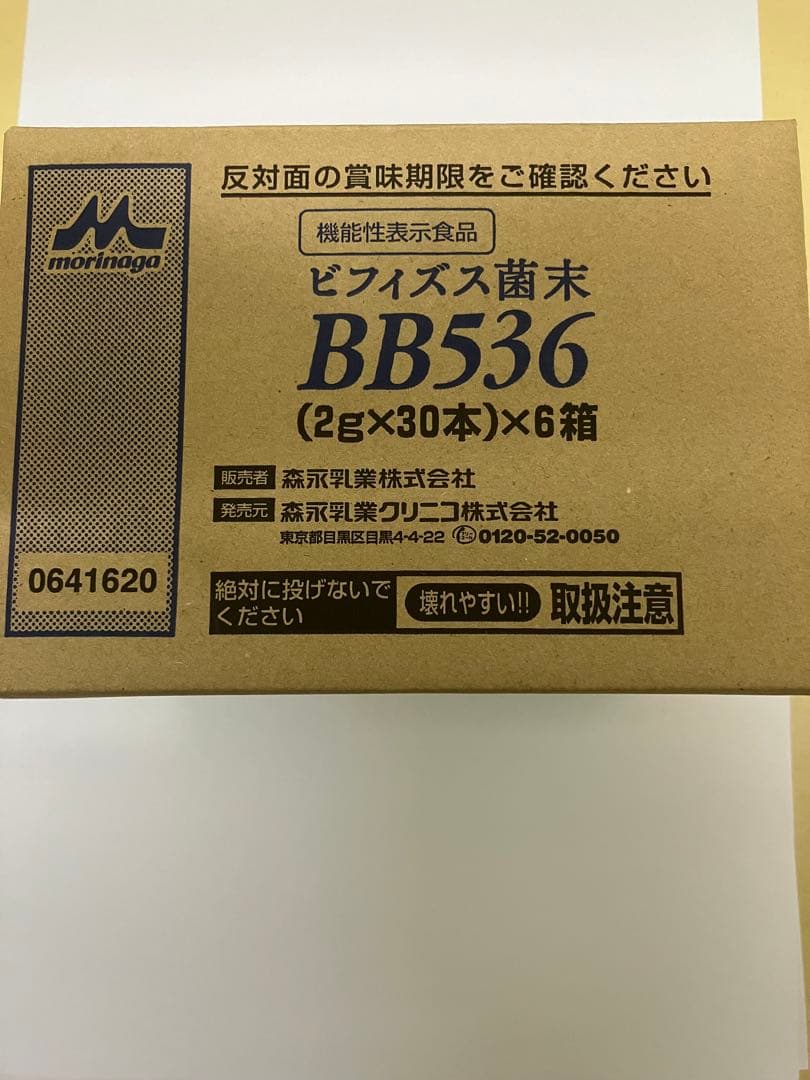 反対面の賞味期限をご確認ください
morinaga
機能性表示食品
ビフィズス菌末
BB536
(2g×30本)×6箱
販売者 森永乳業株式会社
発売元 森永乳業クリニコ株式会社
東京都目黒区目黒4-4-22 0120-52-0050
0641620
絶対に投げないで
ください
壊れやすい!! 取扱注意